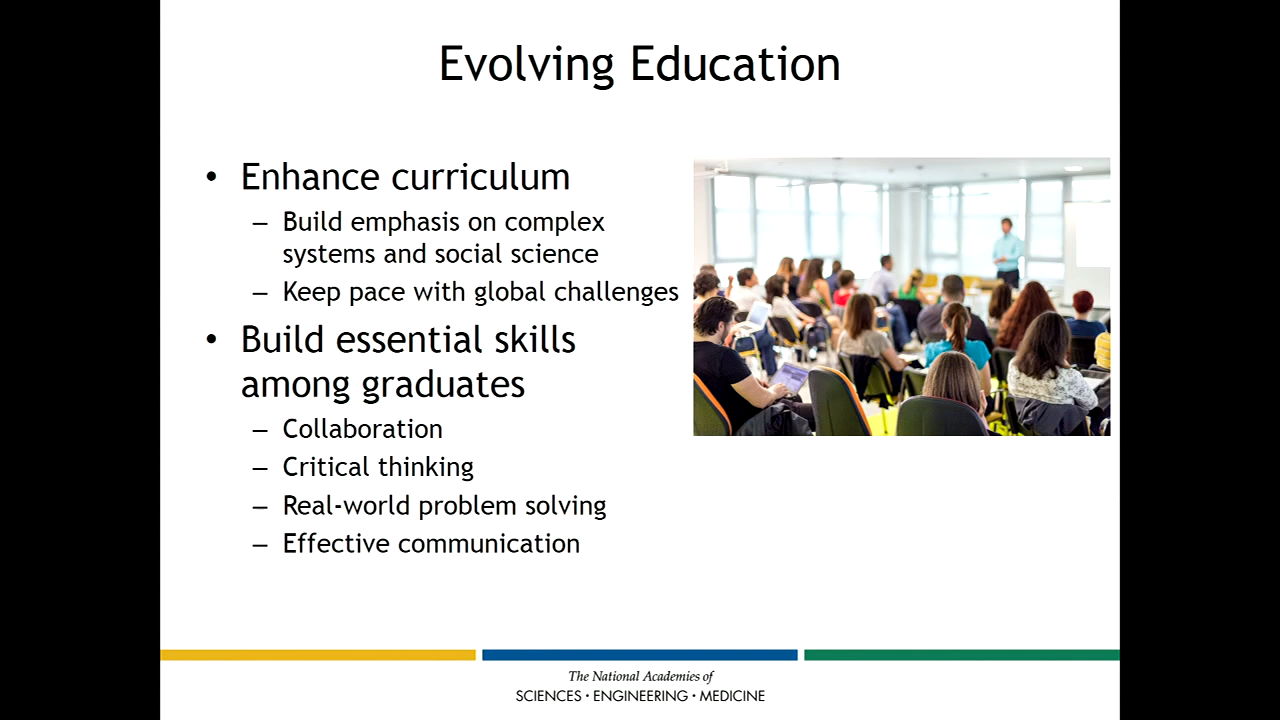 Evolving Education
• Enhance curriculum
– Build emphasis on complex
systems and social science
– Keep pace with global challenges
• Build essential skills
among graduates
– Collaboration
– Critical thinking
– Real-world problem solving
– Effective communication
The National Academies of
SCIENCES · ENGINEERING · MEDICINE